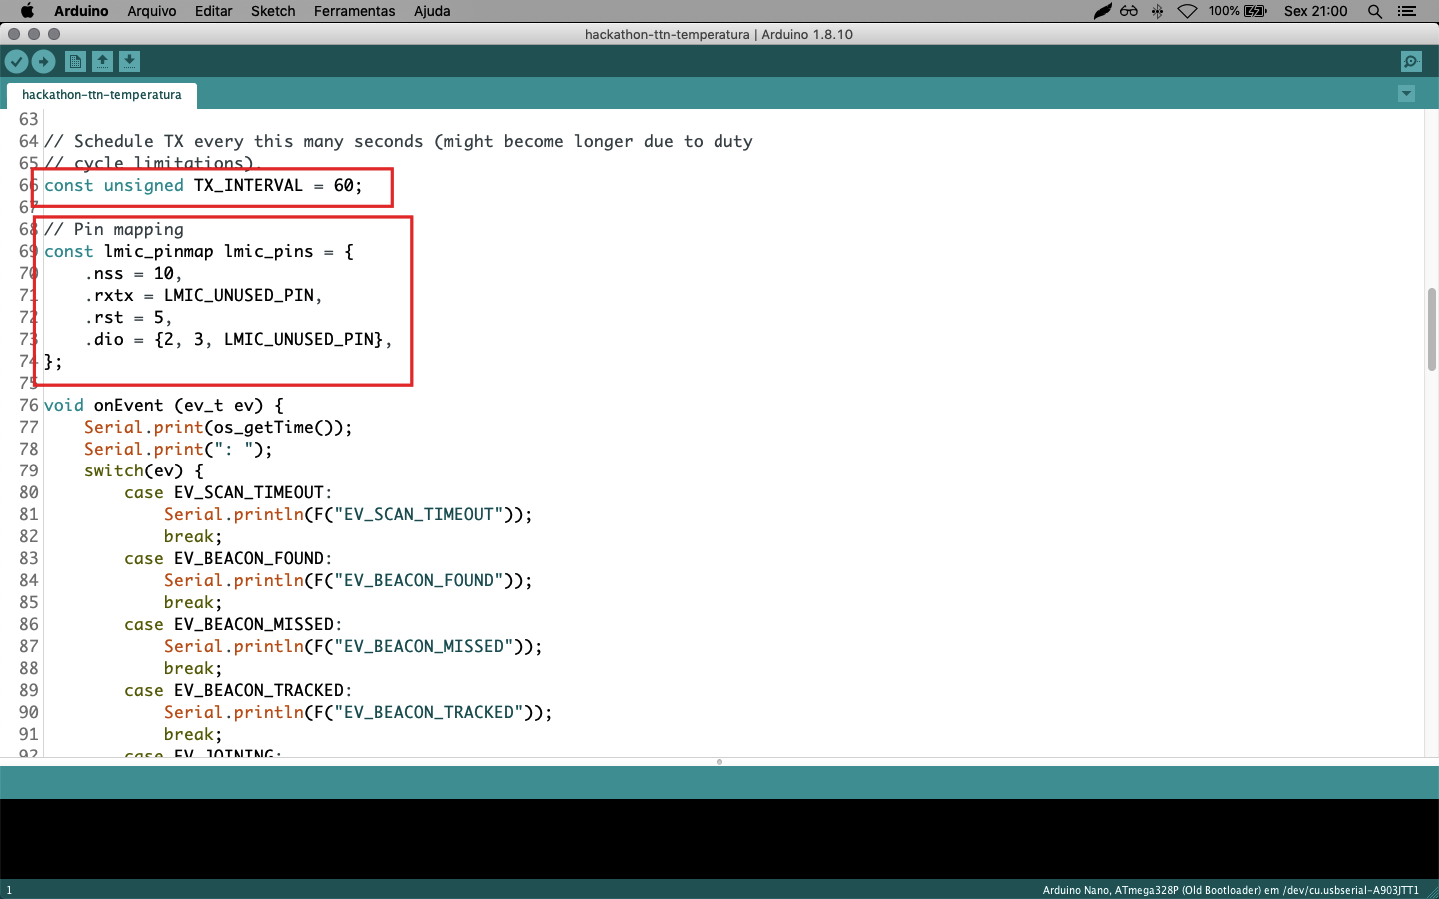 Arduino Arquivo Editar Sketch Ferramentas Ajuda 100% Sex 21:00
hackathon-ttn-temperatura | Arduino 1.8.10
hackathon-ttn-temperatura
63
64 // Schedule TX every this many seconds (might become longer due to duty
65 // cycle limitations).
66 const unsigned TX_INTERVAL = 60;
67
68 // Pin mapping
69 const lmic_pinmap lmic_pins = {
70 .nss = 10,
71 .rxtx = LMIC_UNUSED_PIN,
72 .rst = 5,
73 .dio = {2, 3, LMIC_UNUSED_PIN},
74 };
75
76 void onEvent (ev_t ev) {
77 Serial.print(os_getTime());
78 Serial.print(": ");
79 switch(ev) {
80 case EV_SCAN_TIMEOUT:
81 Serial.println(F("EV_SCAN_TIMEOUT"));
82 break;
83 case EV_BEACON_FOUND:
84 Serial.println(F("EV_BEACON_FOUND"));
85 break;
86 case EV_BEACON_MISSED:
87 Serial.println(F("EV_BEACON_MISSED"));
88 break;
89 case EV_BEACON_TRACKED:
90 Serial.println(F("EV_BEACON_TRACKED"));
91 break;
92 case EV_JOINING:
1 Arduino Nano, ATmega328P (Old Bootloader) em /dev/cu.usbserial-A903JTT1